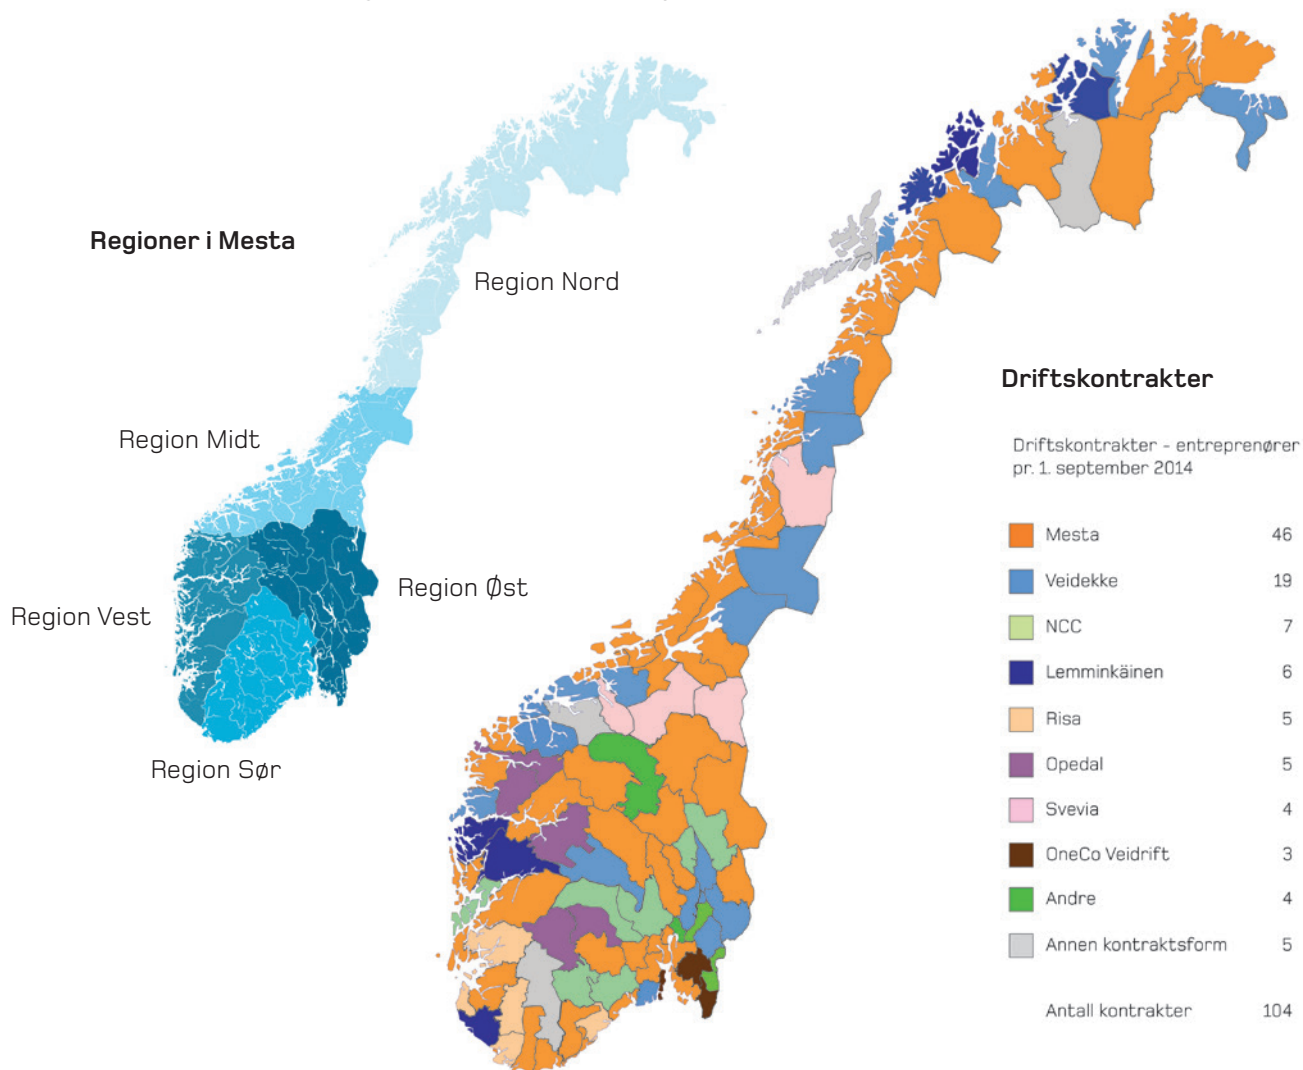 Regioner i Mesta
Region Nord
Region Midt
Region Øst
Region Vest
Region Sør
Driftskontrakter
Driftskontrakter - entreprenører
pr. 1. september 2014
Mesta 46
Veidekke 19
NCC 7
Lemminkäinen 6
Risa 5
Opedal 5
Svevia 4
OneCo Veidrift 3
Andre 4
Annen kontraktsform 5
Antall kontrakter 104